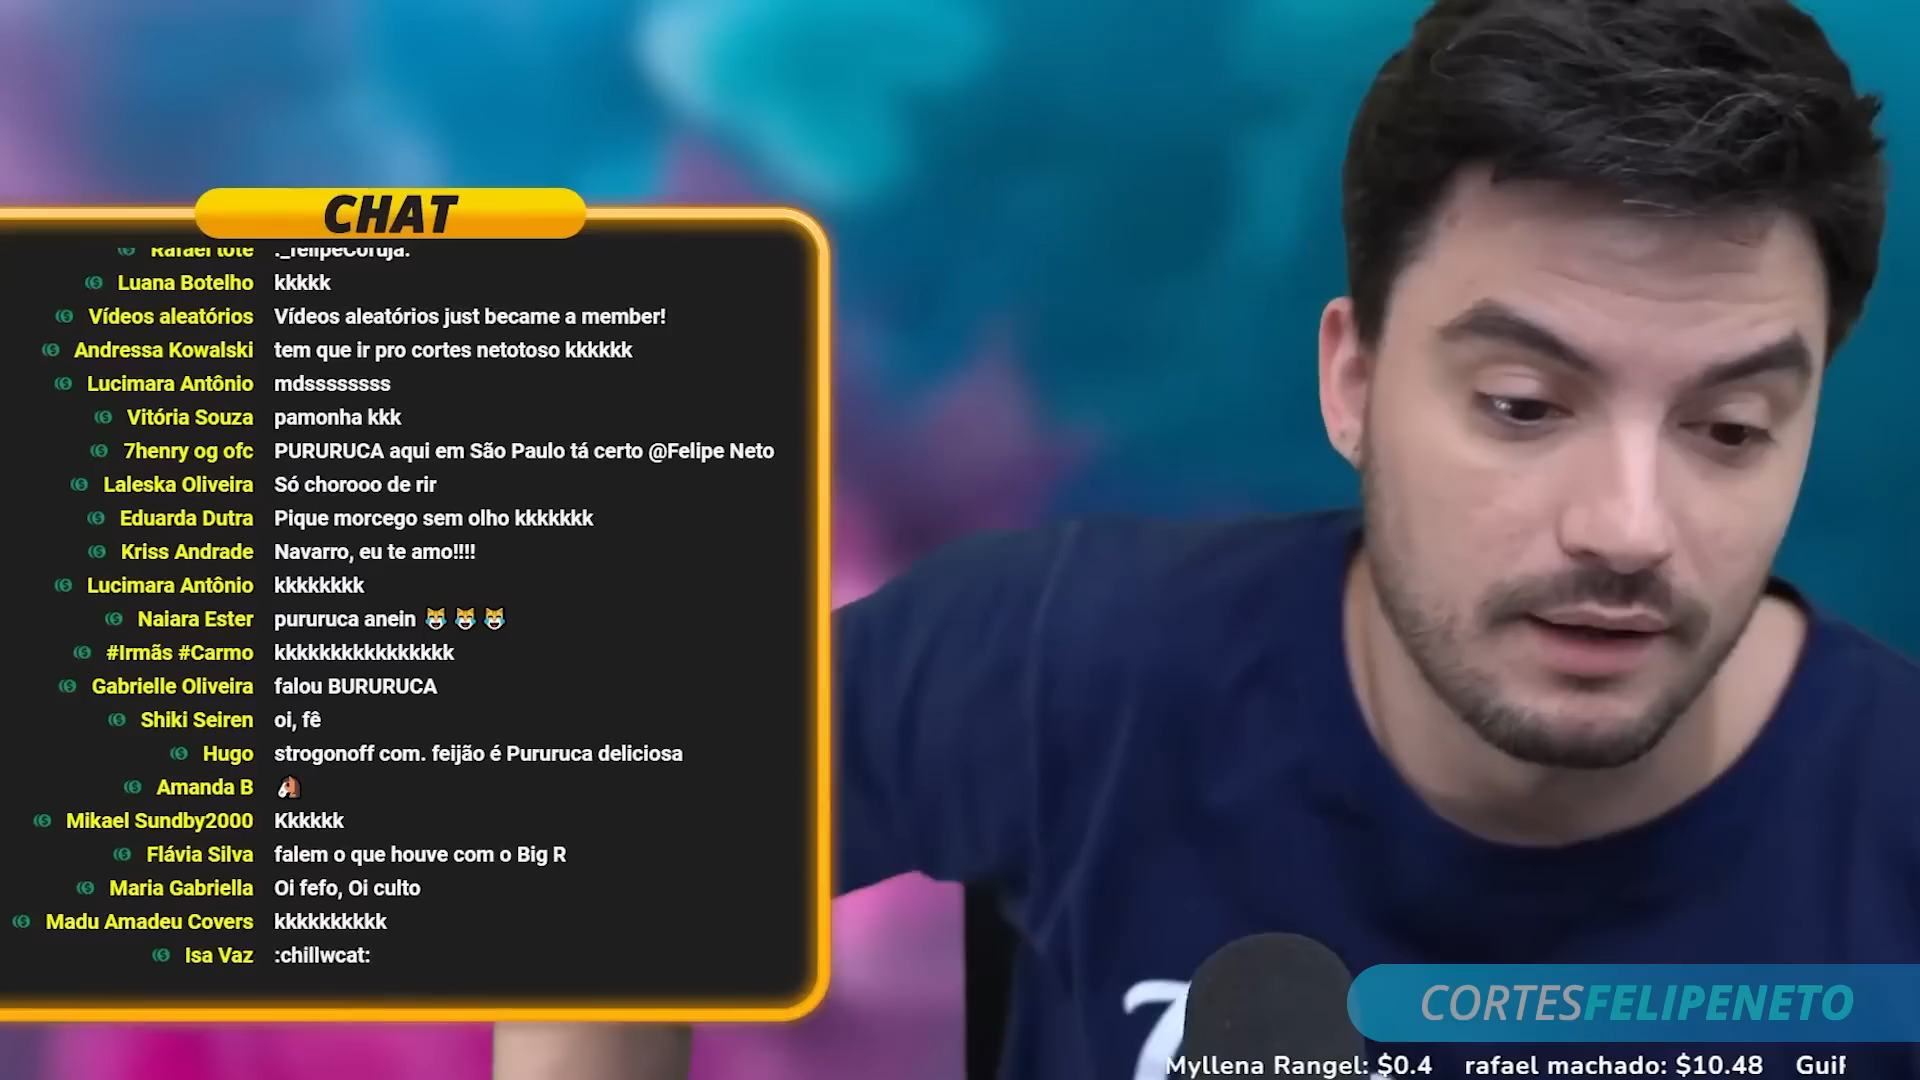 CHAT
Rafael tote ._felipeCoruja:
Luana Botelho kkkkk
Vídeos aleatórios Vídeos aleatórios just became a member!
Andressa Kowalski tem que ir pro cortes netotoso kkkkkk
Lucimara Antônio mdssssssss
Vitória Souza pamonha kkk
7henry og ofc PURURUCA aqui em São Paulo tá certo @Felipe Neto
Laleska Oliveira Só chorooo de rir
Eduarda Dutra Pique morcego sem olho kkkkkkk
Kriss Andrade Navarro, eu te amo!!!!
Lucimara Antônio kkkkkkkk
Naiara Ester pururuca anein 😹 😹 😹
#Irmãs #Carmo kkkkkkkkkkkkkkkk
Gabrielle Oliveira falou BURURUCA
Shiki Seiren oi, fê
Hugo strogonoff com. feijão é Pururuca deliciosa
Amanda B 🐴
Mikael Sundby2000 Kkkkkk
Flávia Silva falem o que houve com o Big R
Maria Gabriella Oi fefo, Oi culto
Madu Amadeu Covers kkkkkkkkkk
Isa Vaz :chillwcat:
CORTESFELIPENETO
Myllena Rangel: $0.4 rafael machado: $10.48